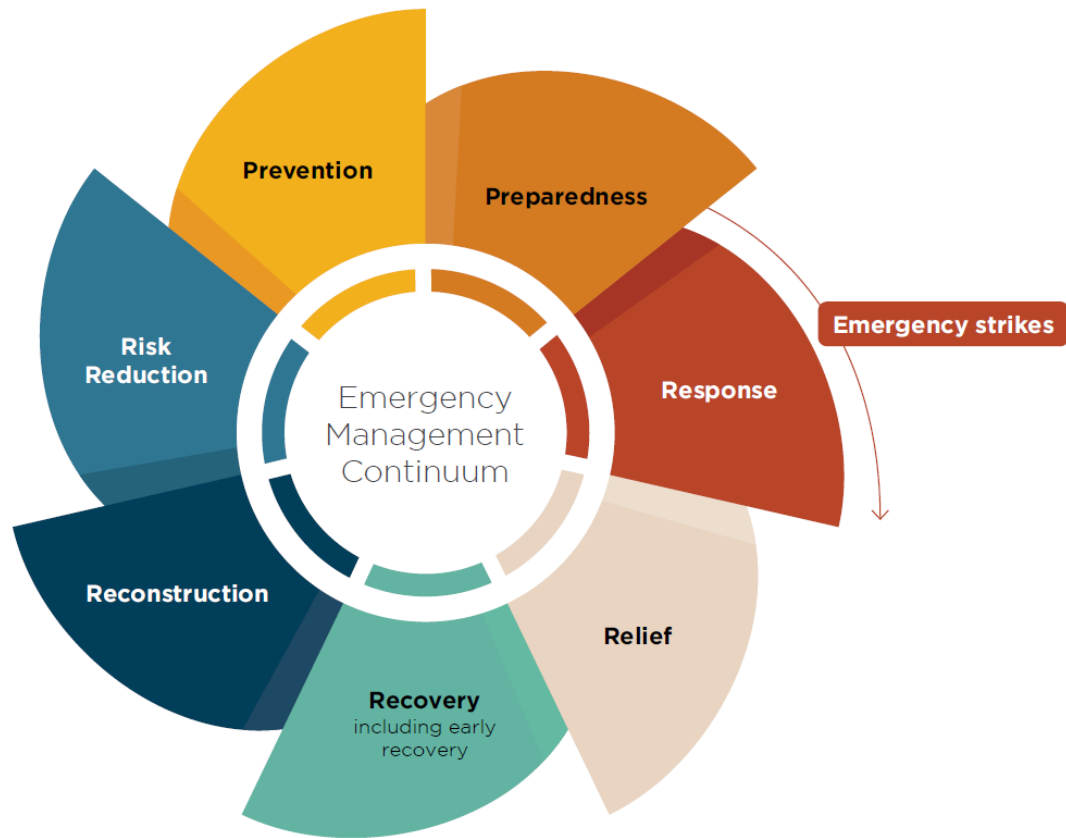 Prevention
Preparedness
Emergency strikes
Response
Relief
Recovery
including early
recovery
Reconstruction
Risk
Reduction
Emergency
Management
Continuum